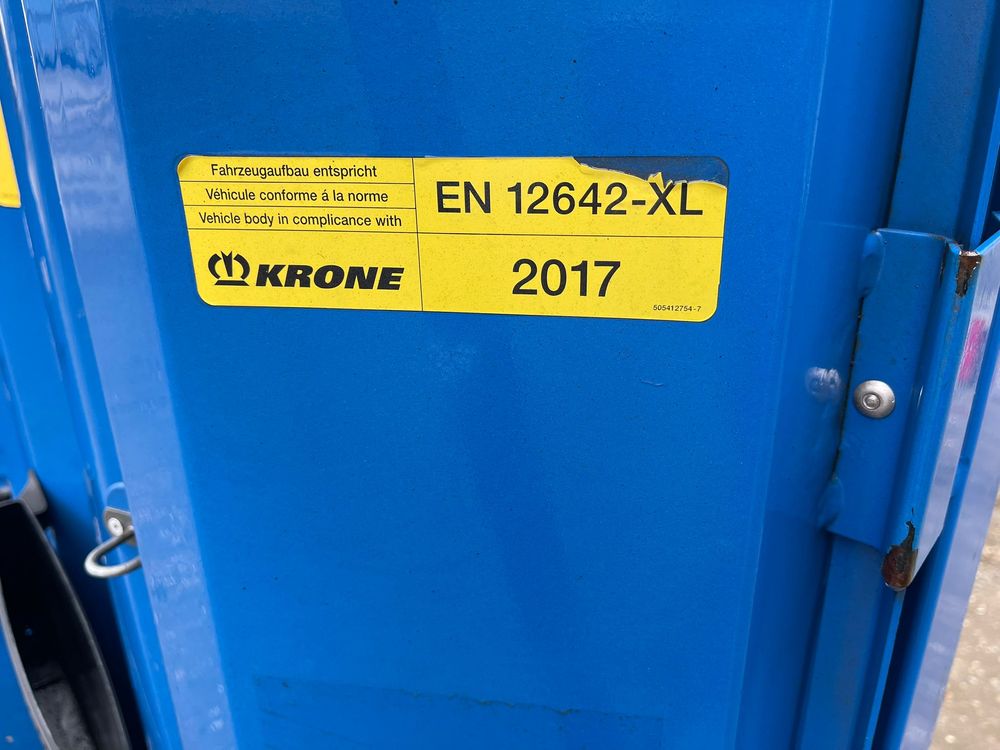 Fahrzeugaufbau entspricht
Véhicule conforme á la norme
Vehicle body in complicance with
KRONE
EN 12642-XL
2017
505412754-7